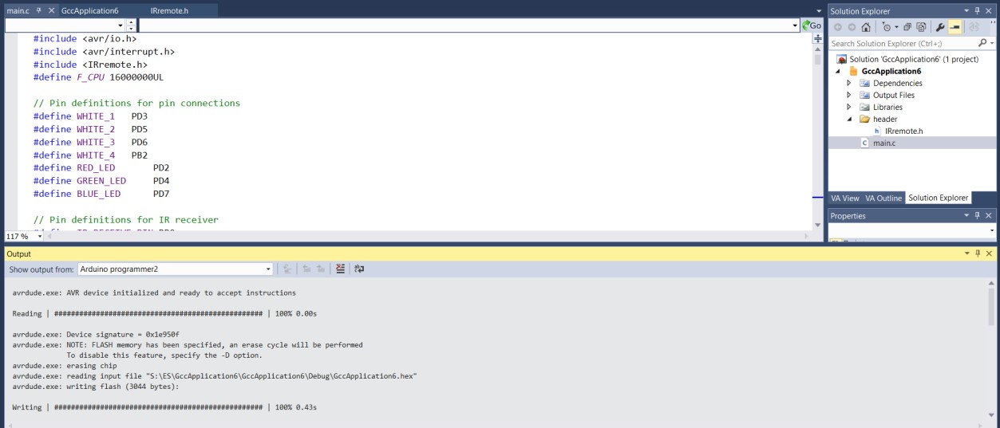 main.c GccApplication6 IRremote.h
Go
#include <avr/io.h>
#include <avr/interrupt.h>
#include <IRremote.h>
#define F_CPU 16000000UL
// Pin definitions for pin connections
#define WHITE_1 PD3
#define WHITE_2 PD5
#define WHITE_3 PD6
#define WHITE_4 PB2
#define RED_LED PD2
#define GREEN_LED PD4
#define BLUE_LED PD7
// Pin definitions for IR receiver
117 %
Solution Explorer
Search Solution Explorer (Ctrl+;)
Solution 'GccApplication6' (1 project)
GccApplication6
Dependencies
Output Files
Libraries
header
h IRremote.h
c main.c
VA View VA Outline Solution Explorer
Properties
Output
Show output from: Arduino programmer2
avrdude.exe: AVR device initialized and ready to accept instructions
Reading | ################################################## | 100% 0.00s
avrdude.exe: Device signature = 0x1e950f
avrdude.exe: NOTE: FLASH memory has been specified, an erase cycle will be performed
To disable this feature, specify the -D option.
avrdude.exe: erasing chip
avrdude.exe: reading input file "S:\ES\GccApplication6\GccApplication6\Debug\GccApplication6.hex"
avrdude.exe: writing flash (3044 bytes):
Writing | ################################################## | 100% 0.43s